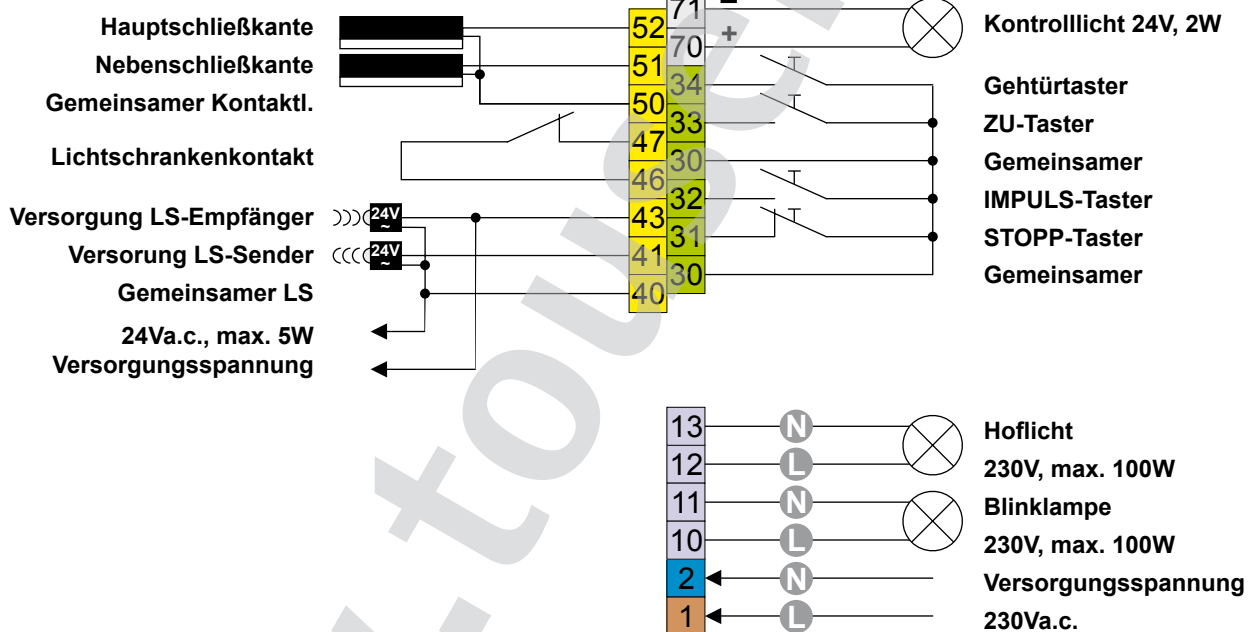 Hauptschließkante
Nebenschließkante
Gemeinsamer Kontaktl.
Lichtschrankenkontakt
Versorgung LS-Empfänger
Versorung LS-Sender
Gemeinsamer LS
24Va.c., max. 5W
Versorgungsspannung
24V
~
24V
~
52
51
50
47
46
43
41
40
71
70
34
33
30
32
31
30
–
+
Kontrolllicht 24V, 2W
Gehtürtaster
ZU-Taster
Gemeinsamer
IMPULS-Taster
STOPP-Taster
Gemeinsamer
13 N
12 L
11 N
10 L
2 N
1 L
Hoflicht
230V, max. 100W
Blinklampe
230V, max. 100W
Versorgungsspannung
230Va.c.